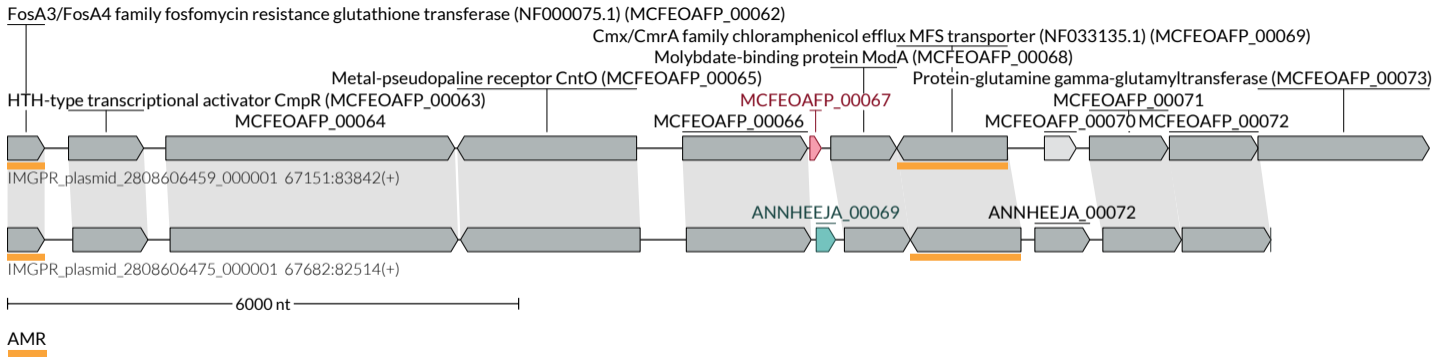 FosA3/FosA4 family fosfomycin resistance glutathione transferase (NF000075.1) (MCFEOAFP_00062)
Cmx/CmrA family chloramphenicol efflux MFS transporter (NF033135.1) (MCFEOAFP_00069)
Molybdate-binding protein ModA (MCFEOAFP_00068)
Metal-pseudopaline receptor CntO (MCFEOAFP_00065)
Protein-glutamine gamma-glutamyltransferase (MCFEOAFP_00073)
HTH-type transcriptional activator CmpR (MCFEOAFP_00063)
MCFEOAFP_00067
MCFEOAFP_00071
MCFEOAFP_00064
MCFEOAFP_00066
MCFEOAFP_00070
MCFEOAFP_00072
IMGPR_plasmid_2808606459_000001 67151:83842(+)
ANNHEEJA_00069
ANNHEEJA_00072
IMGPR_plasmid_2808606475_000001 67682:82514(+)
6000 nt
AMR